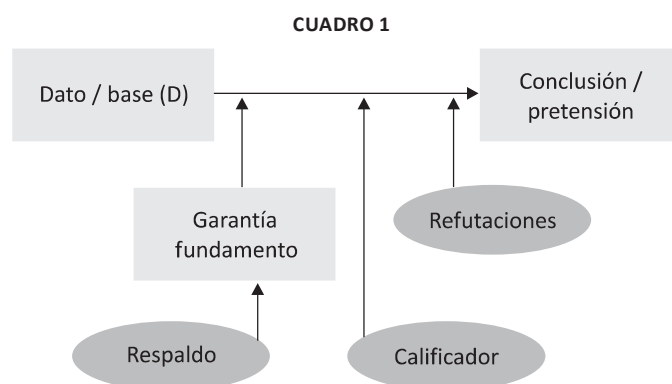 CUADRO 1
Dato / base (D)
Conclusión /
pretensión
Garantía
fundamento
Refutaciones
Respaldo
Calificador